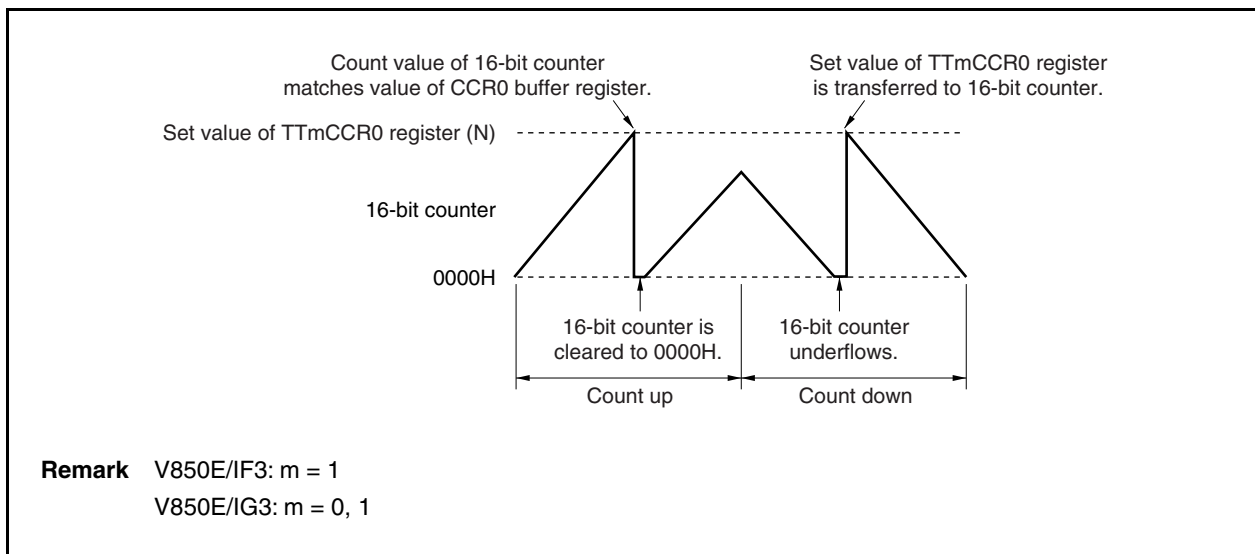 Count value of 16-bit counter
matches value of CCR0 buffer register.
Set value of TTmCCR0 register
is transferred to 16-bit counter.
Set value of TTmCCR0 register (N)
16-bit counter
0000H
16-bit counter is
cleared to 0000H.
16-bit counter
underflows.
Count up
Count down
Remark V850E/IF3: m = 1
V850E/IG3: m = 0, 1